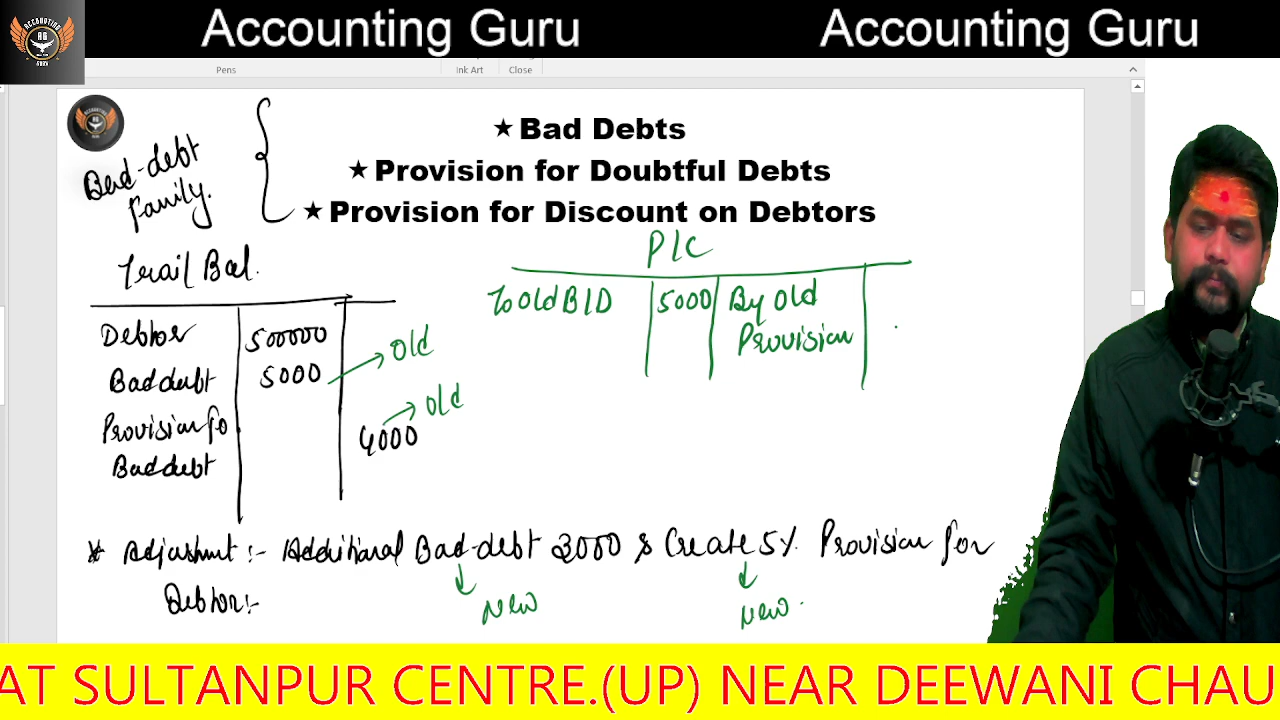 Accounting Guru Accounting Guru
Pens Ink Art Close
★ Bad Debts
★ Provision for Doubtful Debts
★ Provision for Discount on Debtors
Bad-debt
family.
Trail Bal.
Debtor 500000
Bad debt 5000 → Old
Provision fo
Bad debt 4000 → Old
P/C
To Old B/D 5000 By Old
Provision
* Adjustment :- Additional Bad-debt 2000 & Create 5% Provision for
Debtor:-
New New.
AT SULTANPUR CENTRE.(UP) NEAR DEEWANI CHAU